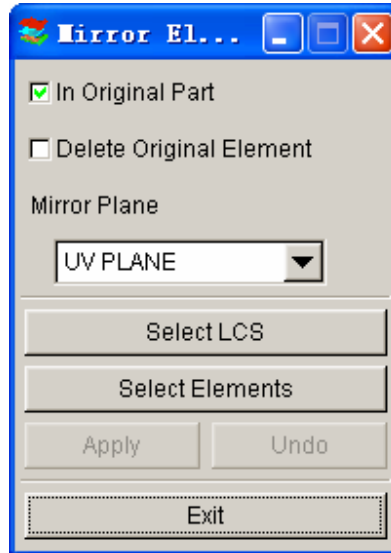 Mirror El...
In Original Part
Delete Original Element
Mirror Plane
UV PLANE
Select LCS
Select Elements
Apply Undo
Exit